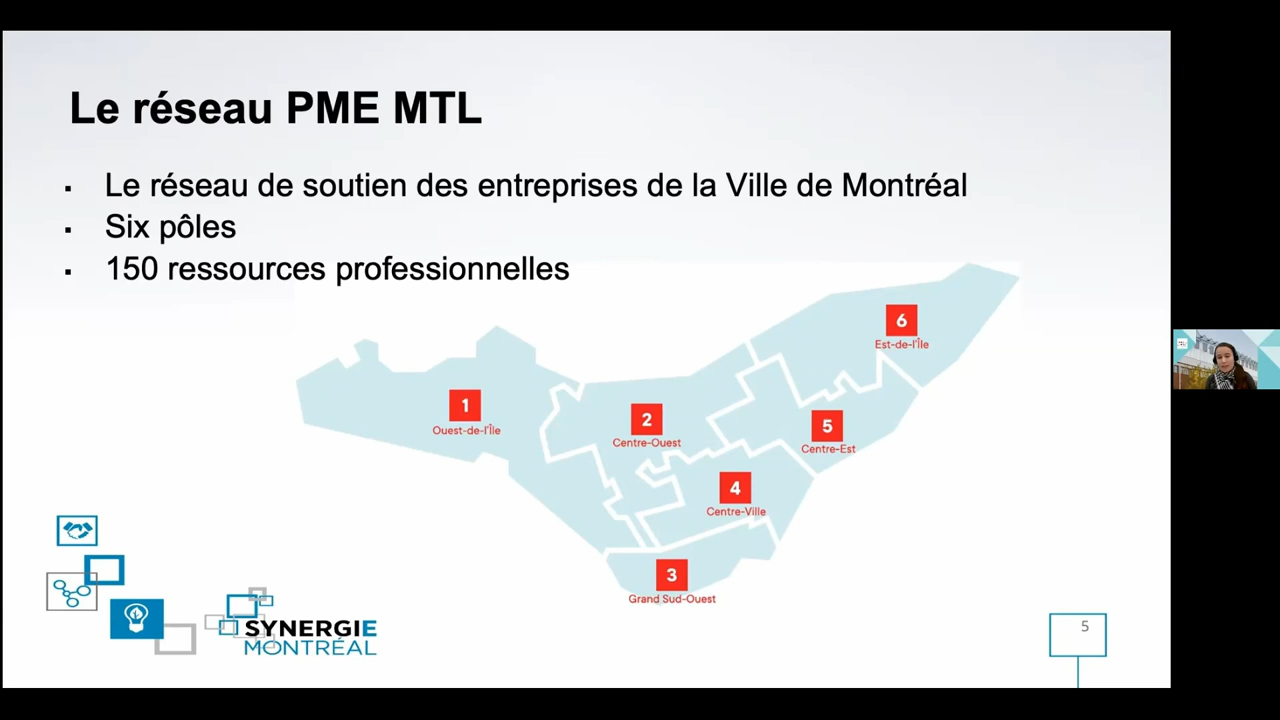 Le réseau PME MTL
▪ Le réseau de soutien des entreprises de la Ville de Montréal
▪ Six pôles
▪ 150 ressources professionnelles
6
Est-de-l'Île
1
Ouest-de-l'Île
2
Centre-Ouest
5
Centre-Est
4
Centre-Ville
3
Grand Sud-Ouest
SYNERGIE
MONTRÉAL
5